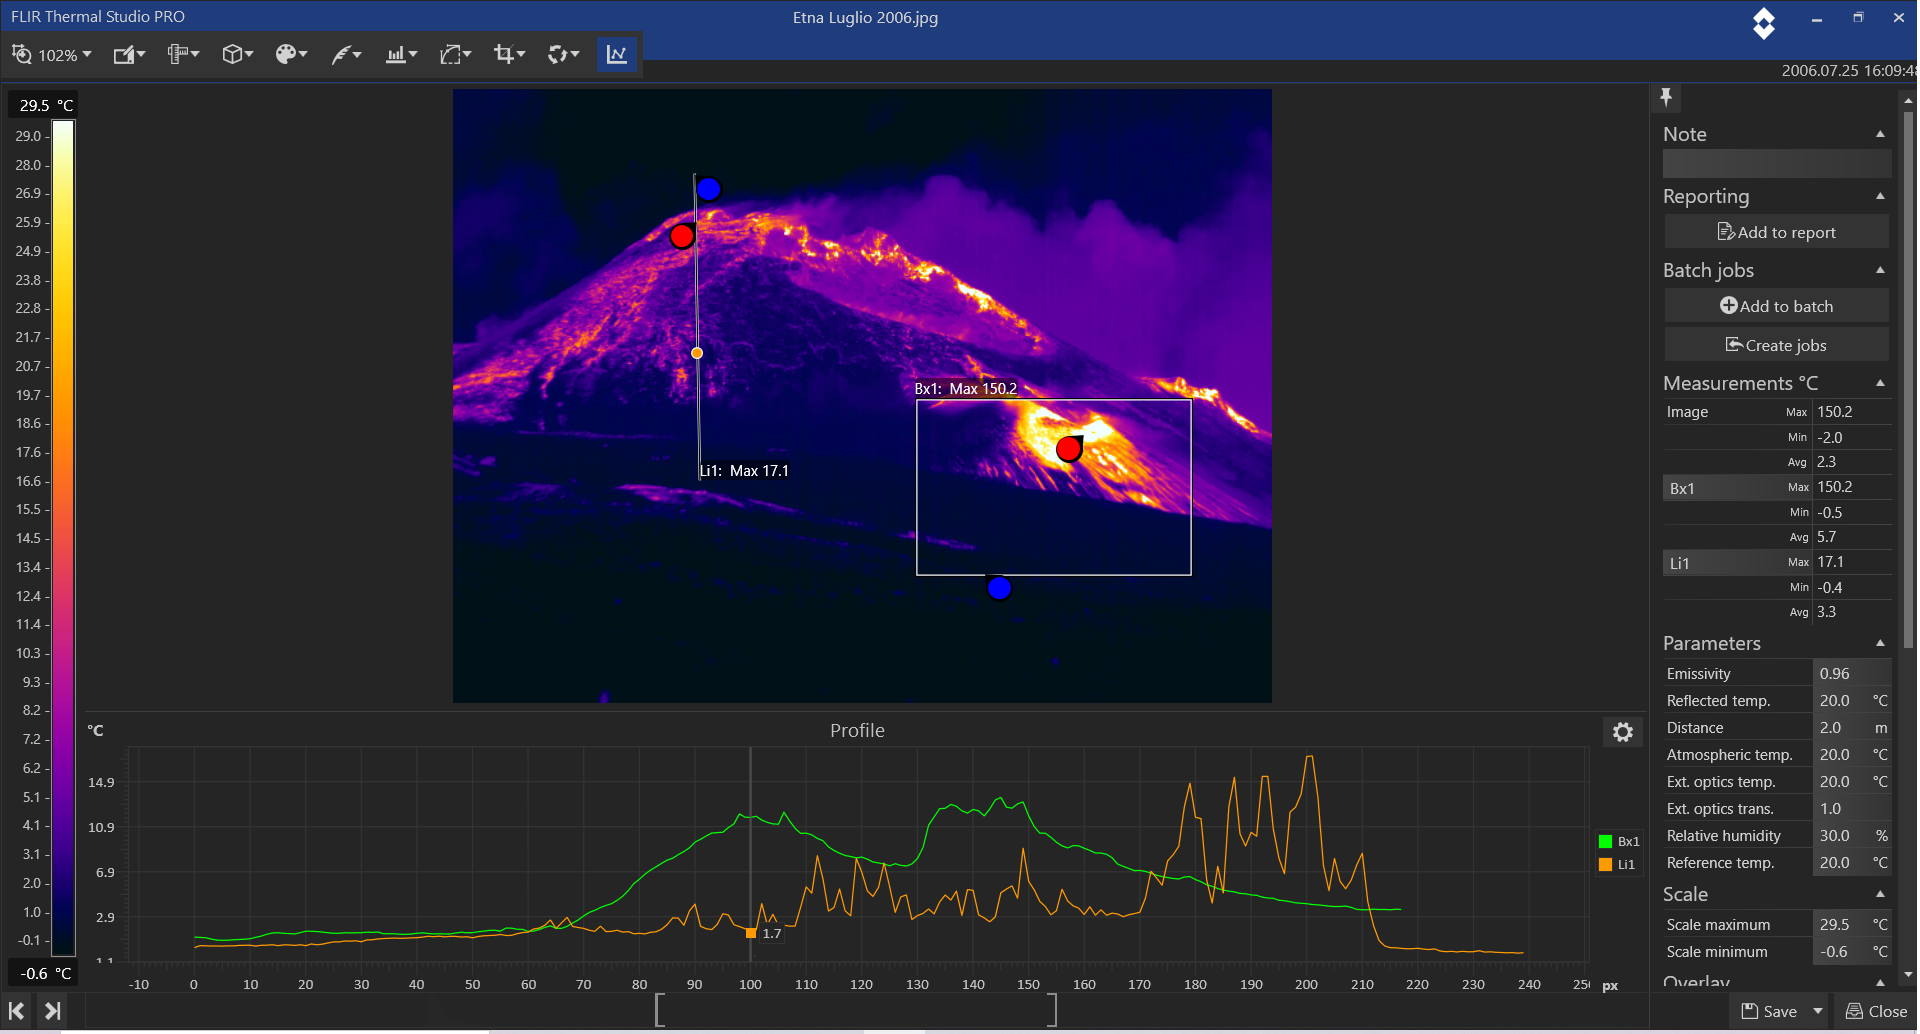 FLIR Thermal Studio PRO
Etna Luglio 2006.jpg
102%
2006.07.25 16:09:48
29.5 °C
29.0
28.0
26.9
25.9
24.9
23.8
22.8
21.7
20.7
19.7
18.6
17.6
16.6
15.5
14.5
13.4
12.4
11.4
10.3
9.3
8.2
7.2
6.2
5.1
4.1
3.1
2.0
1.0
-0.1
-0.6 °C
Bx1: Max 150.2
Li1: Max 17.1
Note
Reporting
Add to report
Batch jobs
Add to batch
Create jobs
Measurements °C
Image Max 150.2
Min -2.0
Avg 2.3
Bx1 Max 150.2
Min -0.5
Avg 5.7
Li1 Max 17.1
Min -0.4
Avg 3.3
Parameters
Emissivity 0.96
Reflected temp. 20.0 °C
Distance 2.0 m
Atmospheric temp. 20.0 °C
Ext. optics temp. 20.0 °C
Ext. optics trans. 1.0
Relative humidity 30.0 %
Reference temp. 20.0 °C
Scale
Scale maximum 29.5 °C
Scale minimum -0.6 °C
Overlay
°C
Profile
14.9
10.9
6.9
2.9
1.7
Bx1
Li1
-10 0 10 20 30 40 50 60 70 80 90 100 110 120 130 140 150 160 170 180 190 200 210 220 230 240 px
Save
Close